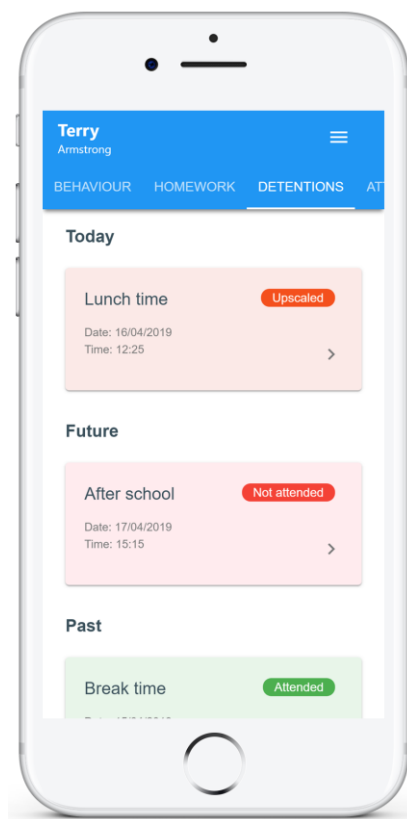 Terry
Armstrong
BEHAVIOUR HOMEWORK DETENTIONS AT
Today
Lunch time Upscaled
Date: 16/04/2019
Time: 12:25
Future
After school Not attended
Date: 17/04/2019
Time: 15:15
Past
Break time Attended